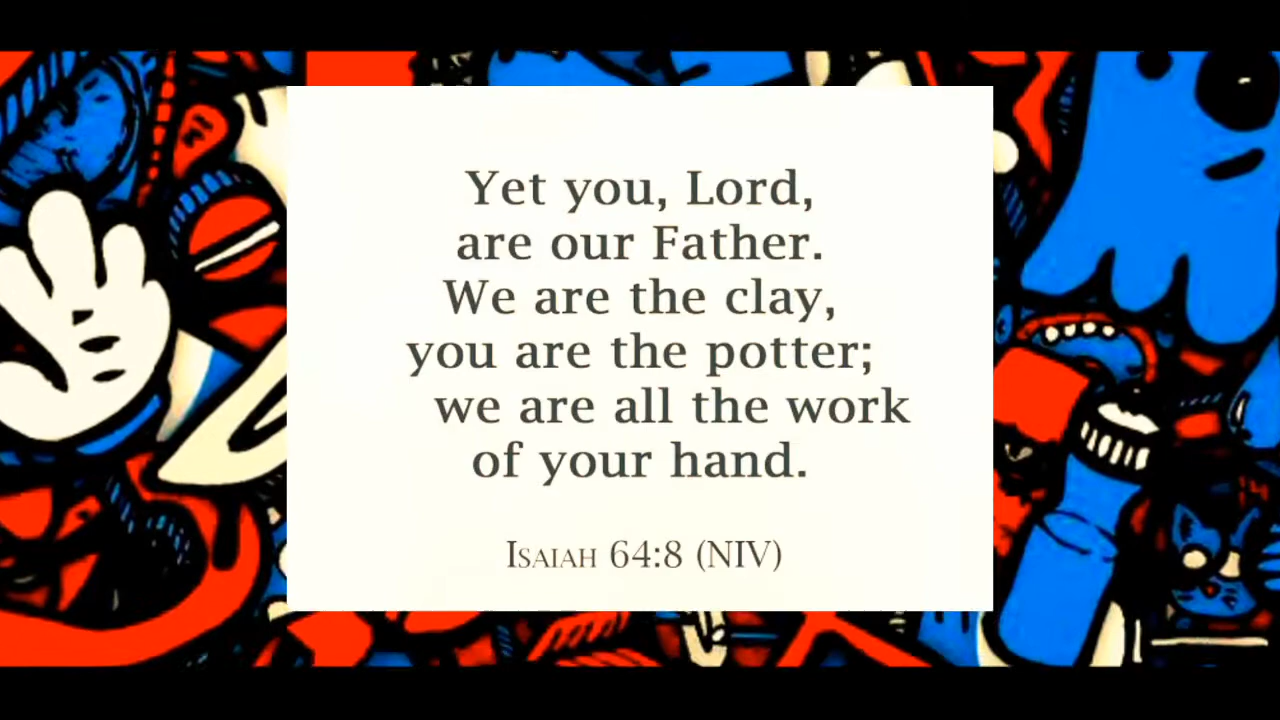 Yet you, Lord,
are our Father.
We are the clay,
you are the potter;
we are all the work
of your hand.
Isaiah 64:8 (NIV)